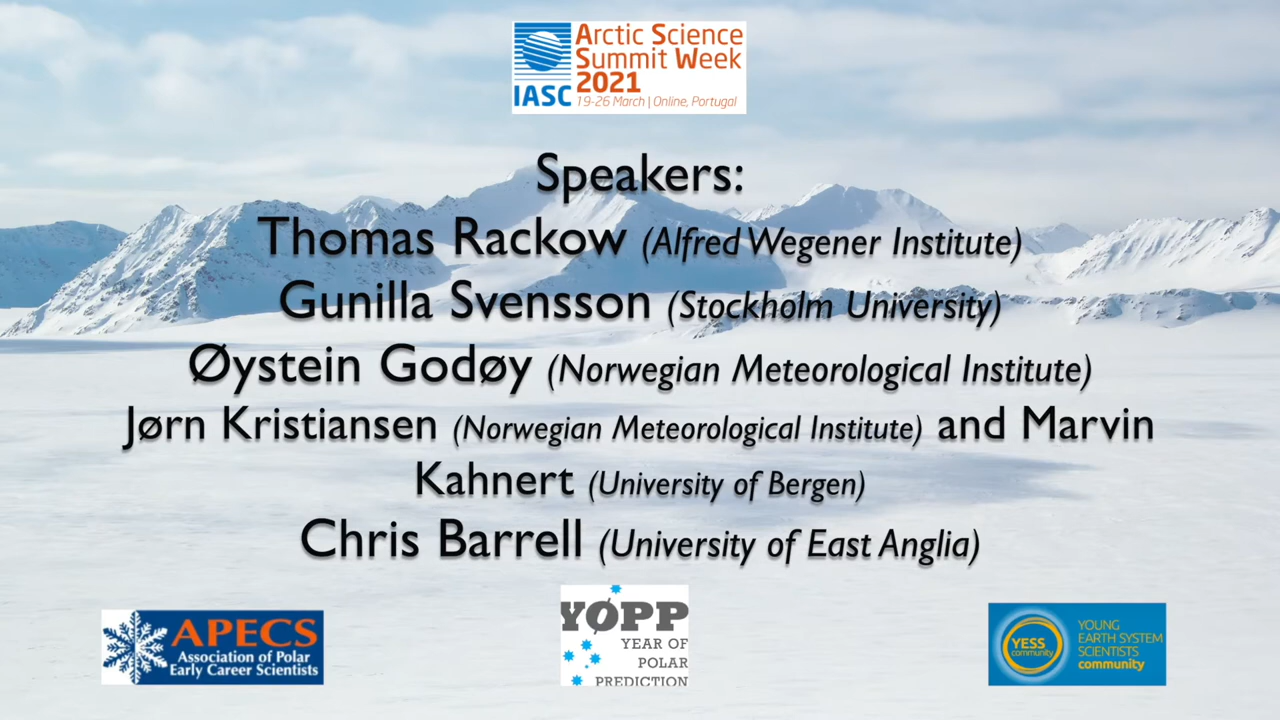 Arctic Science
Summit Week
2021
IASC
19-26 March | Online, Portugal
Speakers:
Thomas Rackow (Alfred Wegener Institute)
Gunilla Svensson (Stockholm University)
Øystein Godøy (Norwegian Meteorological Institute)
Jørn Kristiansen (Norwegian Meteorological Institute) and Marvin
Kahnert (University of Bergen)
Chris Barrell (University of East Anglia)
APECS
Association of Polar
Early Career Scientists
YØPP
YEAR OF
POLAR
PREDICTION
YESS
community
YOUNG
EARTH SYSTEM
SCIENTISTS
community